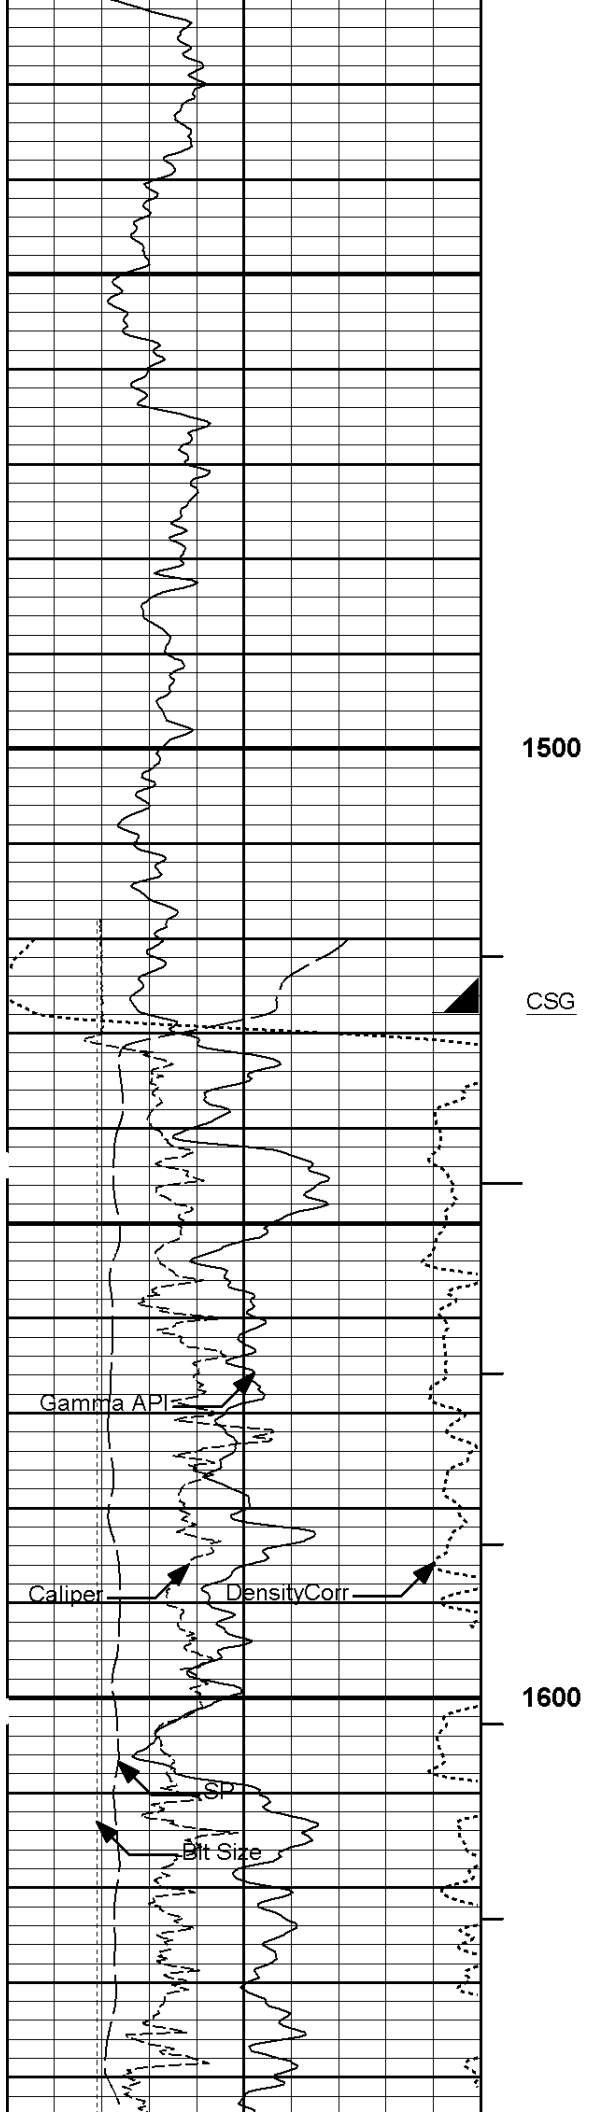 1500
CSG
Gamma API
Caliper
DensityCorr
1600
SP
Bit Size